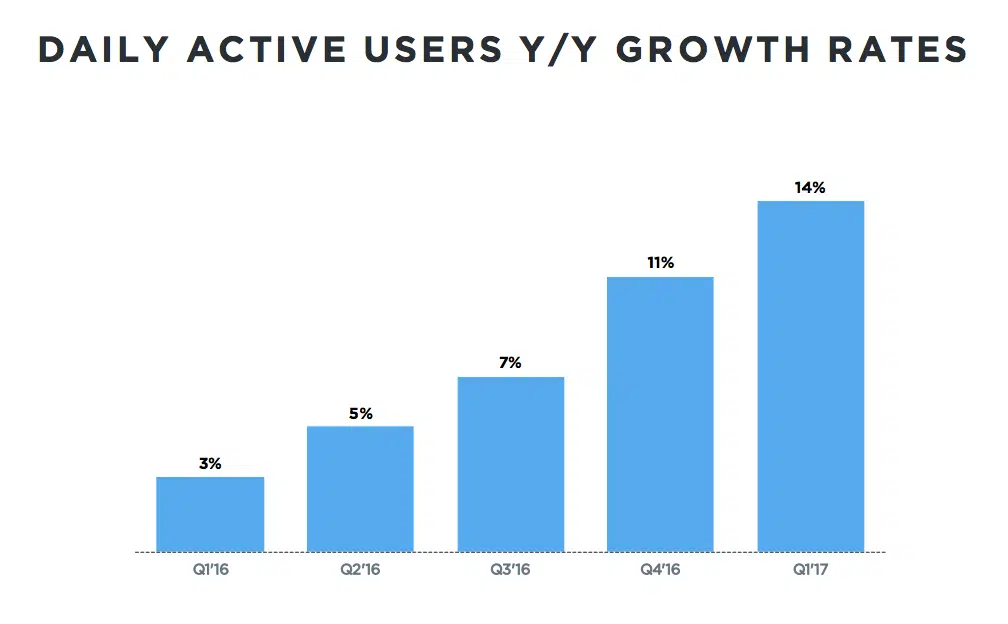 DAILY ACTIVE USERS Y/Y GROWTH RATES
14%
11%
7%
5%
3%
Q1'16 Q2'16 Q3'16 Q4'16 Q1'17